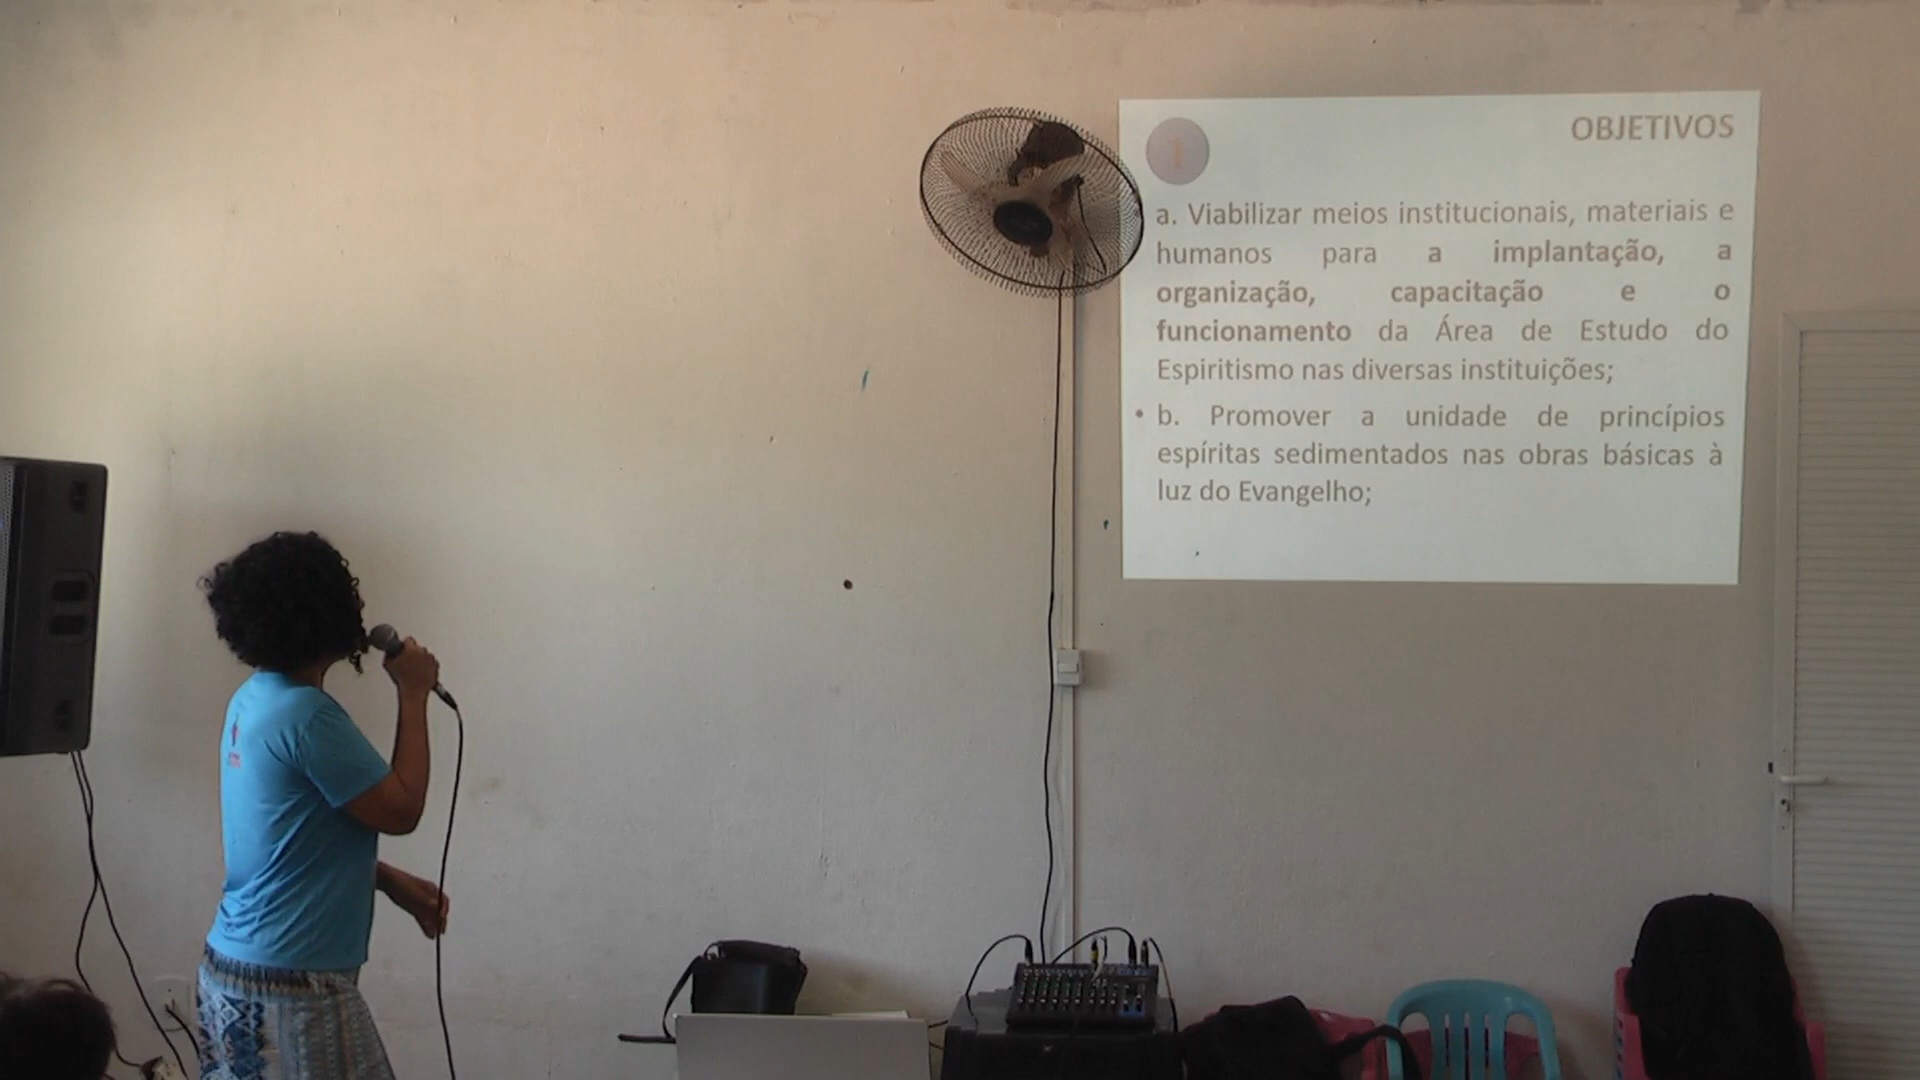 OBJETIVOS
a. Viabilizar meios institucionais, materiais e
humanos para a implantação, a
organização, capacitação e o
funcionamento da Área de Estudo do
Espiritismo nas diversas instituições;
• b. Promover a unidade de princípios
espíritas sedimentados nas obras básicas à
luz do Evangelho;